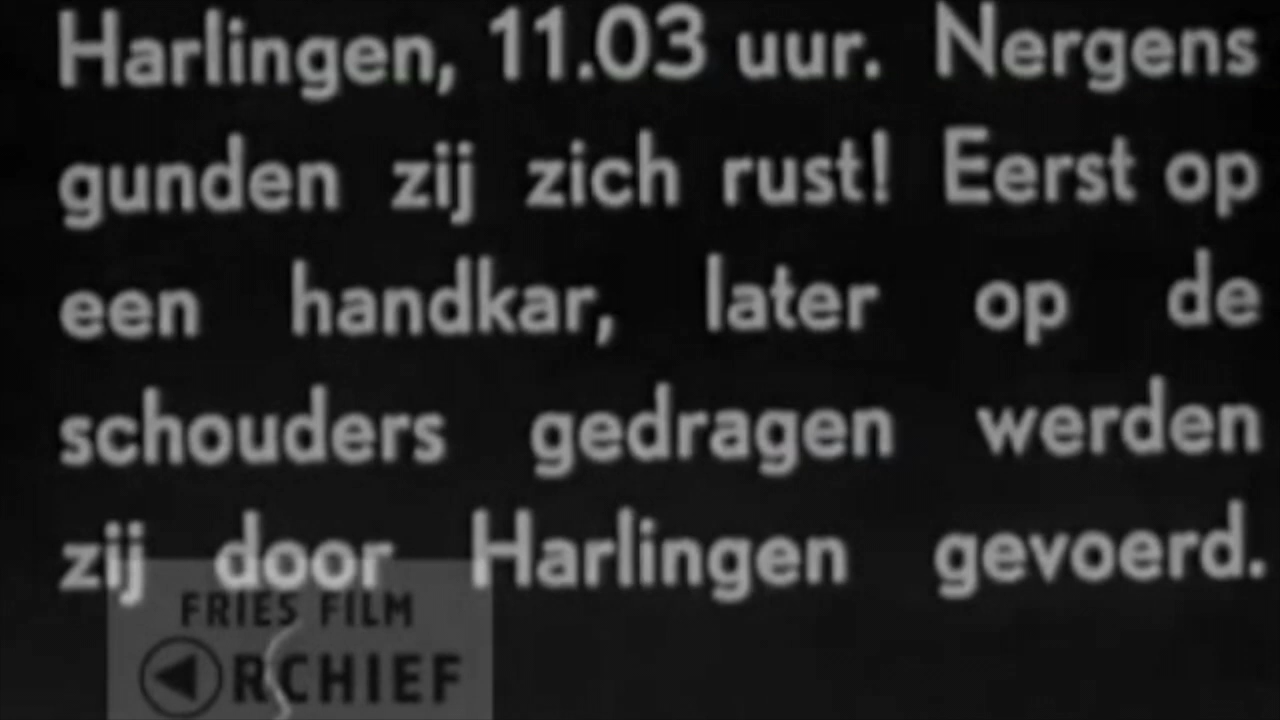 Harlingen, 11.03 uur. Nergens
gunden zij zich rust! Eerst op
een handkar, later op de
schouders gedragen werden
zij door Harlingen gevoerd.
FRIES FILM
ARCHIEF